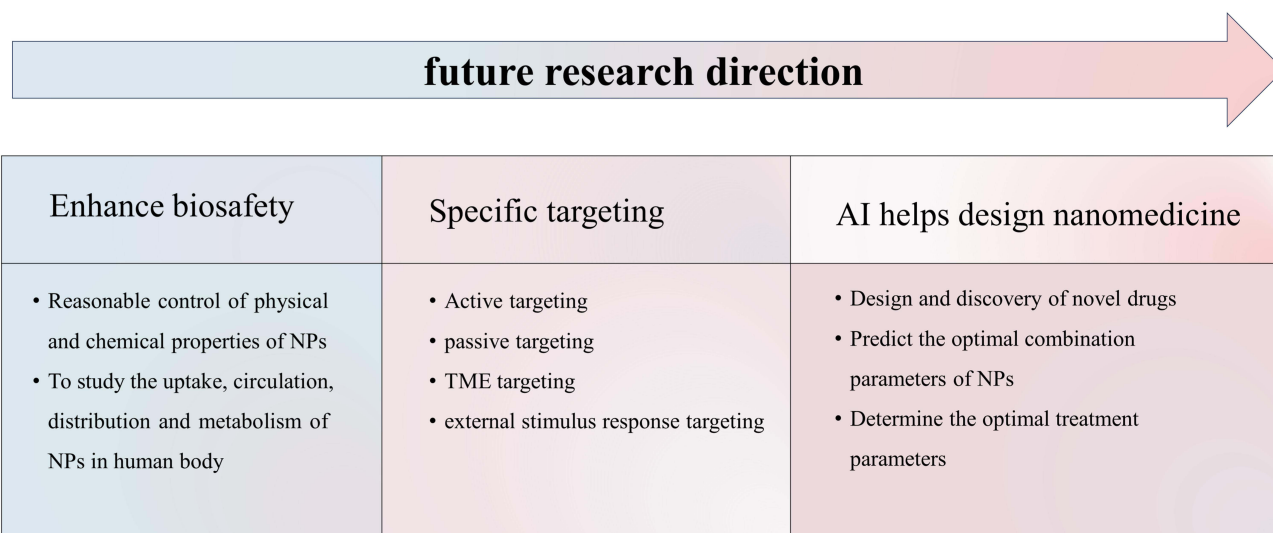 future research direction
Enhance biosafety
• Reasonable control of physical
and chemical properties of NPs
• To study the uptake, circulation,
distribution and metabolism of
NPs in human body
Specific targeting
• Active targeting
• passive targeting
• TME targeting
• external stimulus response targeting
AI helps design nanomedicine
• Design and discovery of novel drugs
• Predict the optimal combination
parameters of NPs
• Determine the optimal treatment
parameters